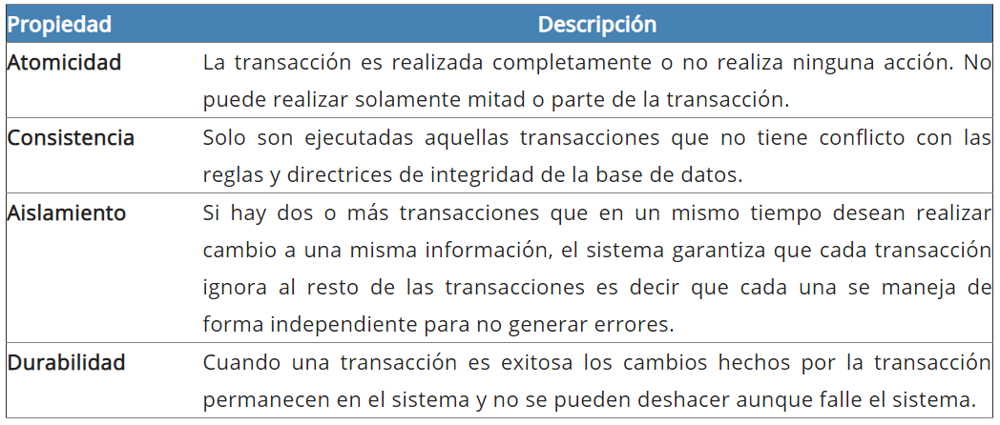 Propiedad Descripción
Atomicidad La transacción es realizada completamente o no realiza ninguna acción. No
puede realizar solamente mitad o parte de la transacción.
Consistencia Solo son ejecutadas aquellas transacciones que no tiene conflicto con las
reglas y directrices de integridad de la base de datos.
Aislamiento Si hay dos o más transacciones que en un mismo tiempo desean realizar
cambio a una misma información, el sistema garantiza que cada transacción
ignora al resto de las transacciones es decir que cada una se maneja de
forma independiente para no generar errores.
Durabilidad Cuando una transacción es exitosa los cambios hechos por la transacción
permanecen en el sistema y no se pueden deshacer aunque falle el sistema.